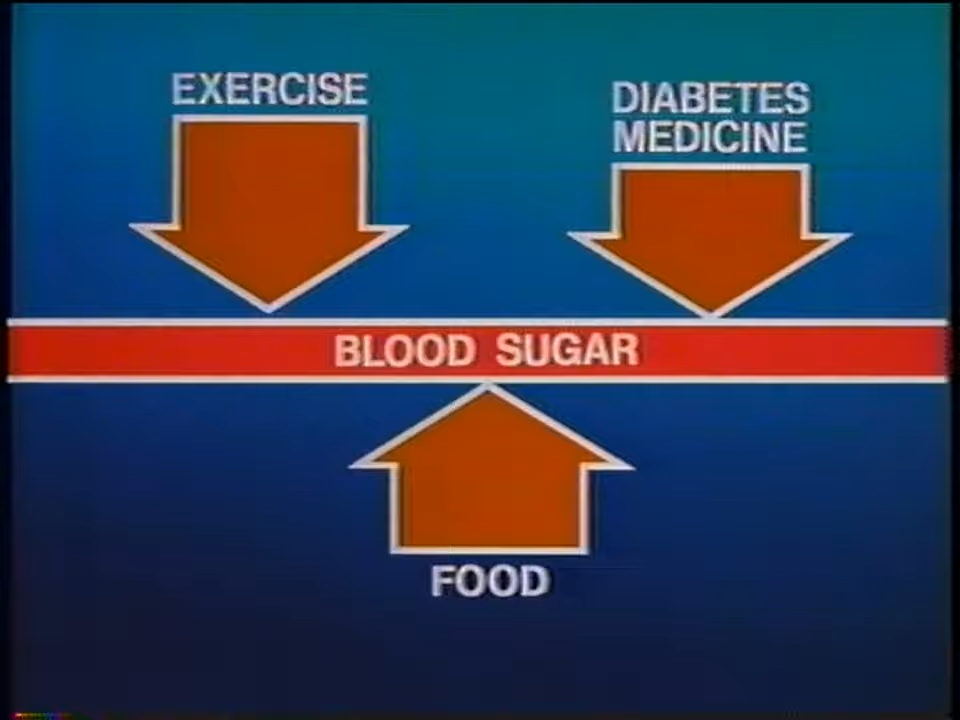 EXERCISE
DIABETES
MEDICINE
BLOOD SUGAR
FOOD